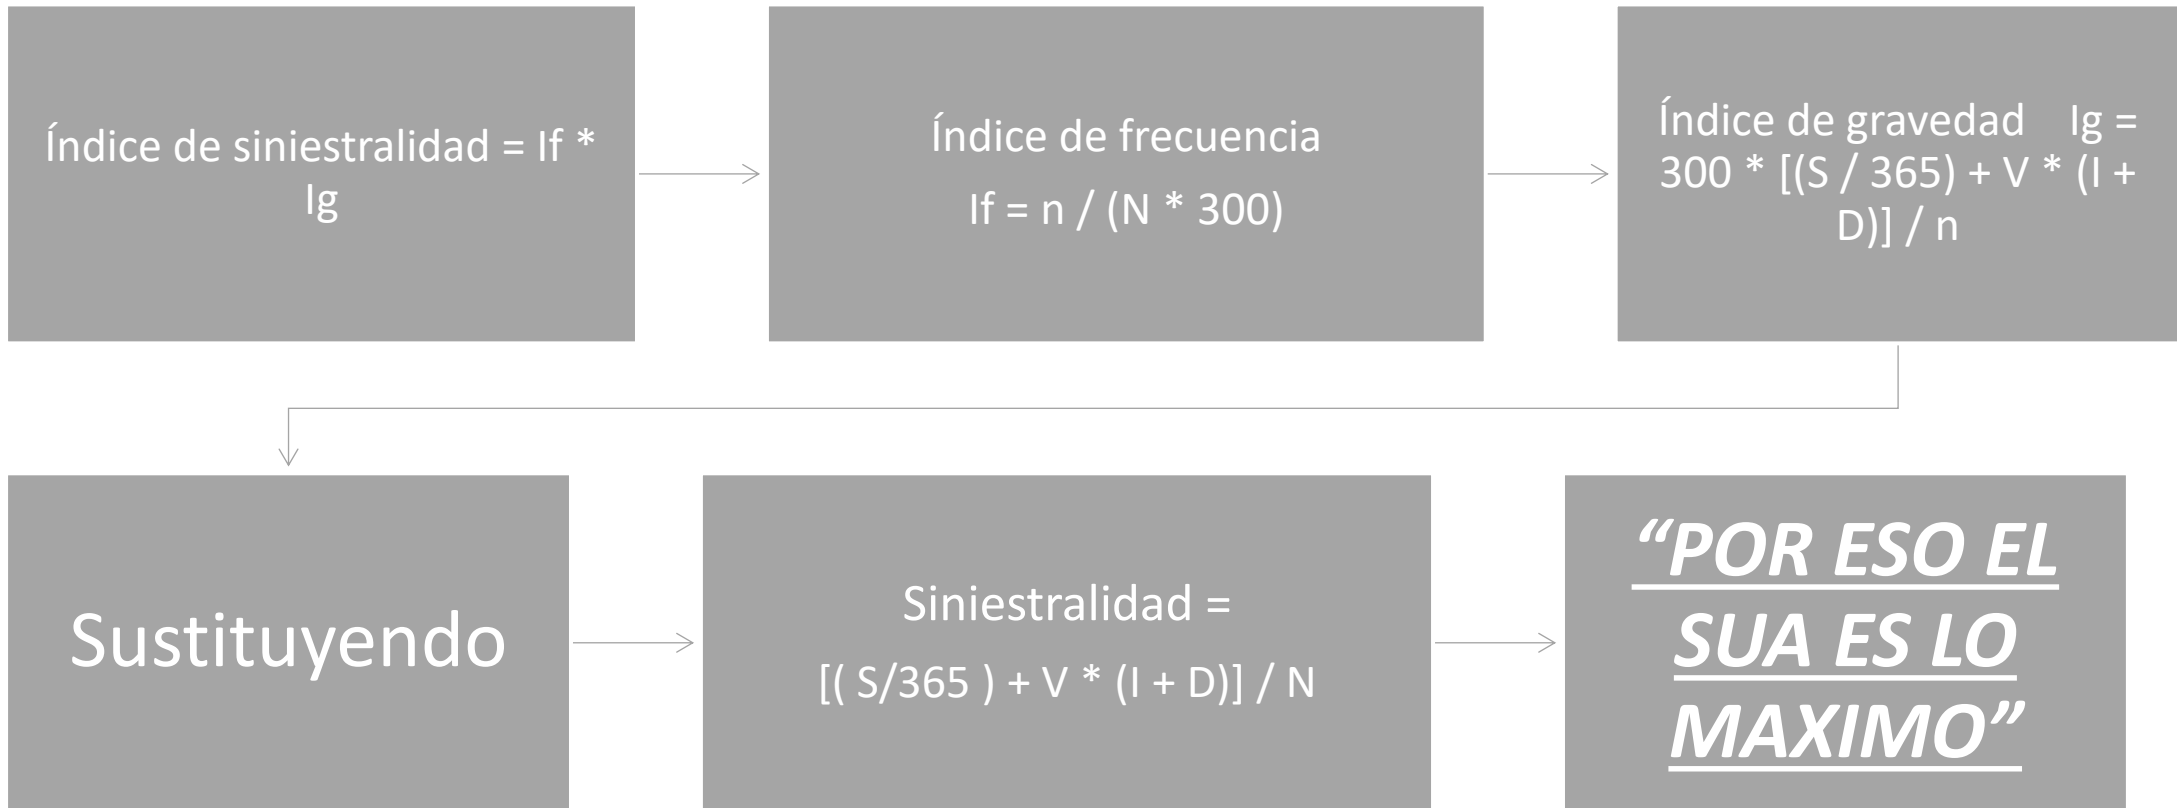 Índice de siniestralidad = If *
Ig
Índice de frecuencia
If = n / (N * 300)
Índice de gravedad    Ig =
300 * [(S / 365) + V * (I +
D)] / n
Sustituyendo
Siniestralidad =
[( S/365 ) + V * (I + D)] / N
“POR ESO EL
SUA ES LO
MAXIMO”